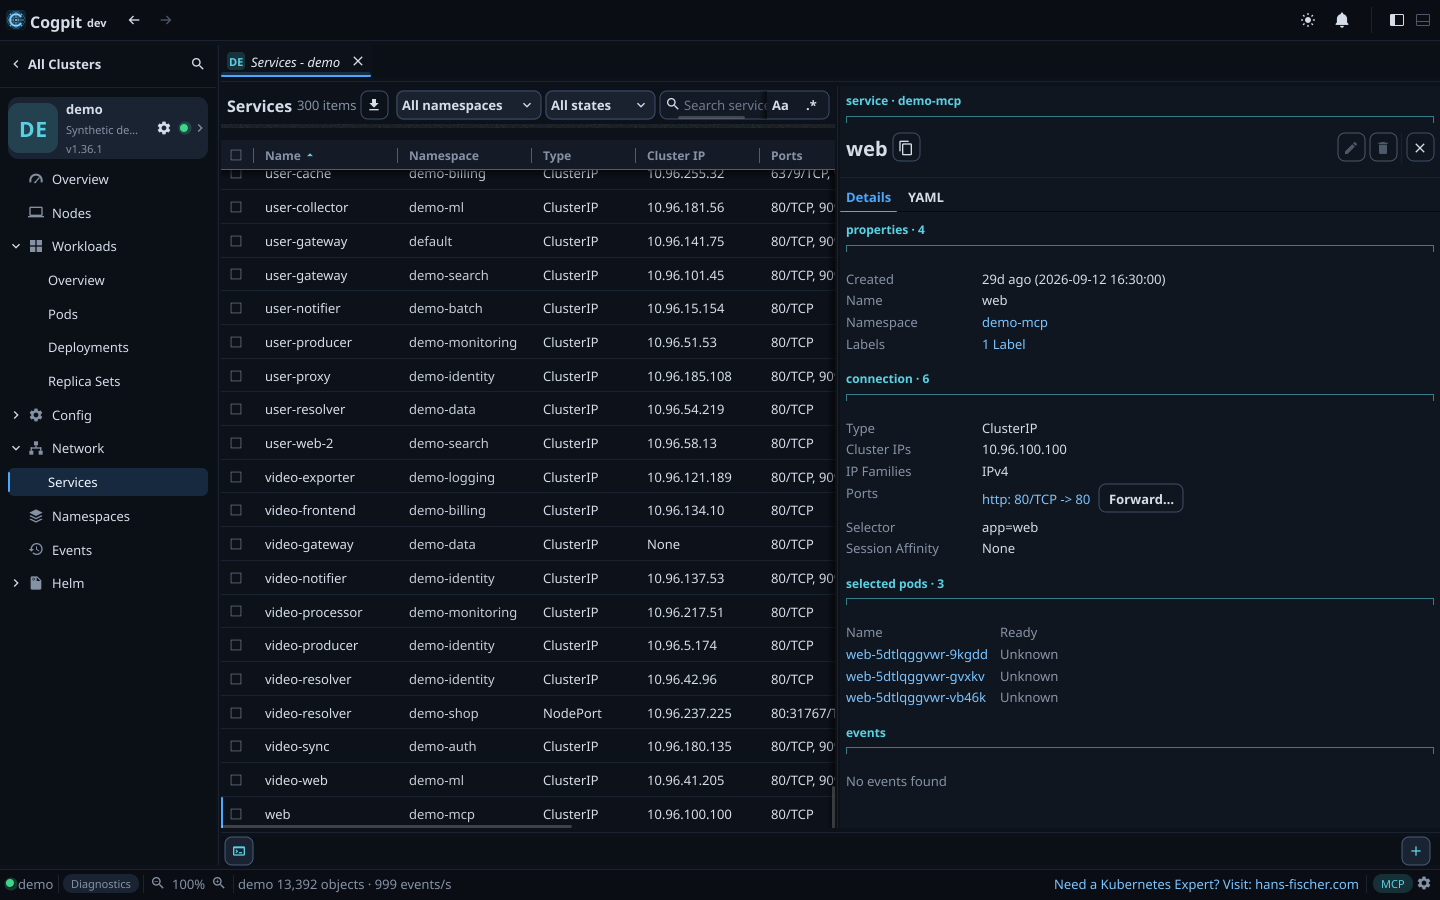 Cogpit dev
All Clusters
DE
demo
Synthetic de...
v1.36.1
Overview
Nodes
Workloads
Overview
Pods
Deployments
Replica Sets
Config
Network
Services
Namespaces
Events
Helm
DE Services - demo
Services 300 items
All namespaces
All states
Search service
Aa
.*
Name Namespace Type Cluster IP Ports
user-cache demo-billing ClusterIP 10.96.255.32 6379/TCP,
user-collector demo-ml ClusterIP 10.96.181.56 80/TCP, 90
user-gateway default ClusterIP 10.96.141.75 80/TCP, 90
user-gateway demo-search ClusterIP 10.96.101.45 80/TCP, 90
user-notifier demo-batch ClusterIP 10.96.15.154 80/TCP
user-producer demo-monitoring ClusterIP 10.96.51.53 80/TCP
user-proxy demo-identity ClusterIP 10.96.185.108 80/TCP, 90
user-resolver demo-data ClusterIP 10.96.54.219 80/TCP
user-web-2 demo-search ClusterIP 10.96.58.13 80/TCP
video-exporter demo-logging ClusterIP 10.96.121.189 80/TCP, 90
video-frontend demo-billing ClusterIP 10.96.134.10 80/TCP
video-gateway demo-data ClusterIP None 80/TCP
video-notifier demo-identity ClusterIP 10.96.137.53 80/TCP, 90
video-processor demo-monitoring ClusterIP 10.96.217.51 80/TCP
video-producer demo-identity ClusterIP 10.96.5.174 80/TCP
video-resolver demo-identity ClusterIP 10.96.42.96 80/TCP
video-resolver demo-shop NodePort 10.96.237.225 80:31767/T
video-sync demo-auth ClusterIP 10.96.180.135 80/TCP, 90
video-web demo-ml ClusterIP 10.96.41.205 80/TCP, 90
web demo-mcp ClusterIP 10.96.100.100 80/TCP
service · demo-mcp
web
Details YAML
properties · 4
Created 29d ago (2026-09-12 16:30:00)
Name web
Namespace demo-mcp
Labels 1 Label
connection · 6
Type ClusterIP
Cluster IPs 10.96.100.100
IP Families IPv4
Ports http: 80/TCP -> 80 Forward...
Selector app=web
Session Affinity None
selected pods · 3
Name Ready
web-5dtlqggvwr-9kgdd Unknown
web-5dtlqggvwr-gvxkv Unknown
web-5dtlqggvwr-vb46k Unknown
events
No events found
demo Diagnostics 100% demo 13,392 objects · 999 events/s
Need a Kubernetes Expert? Visit: hans-fischer.com MCP